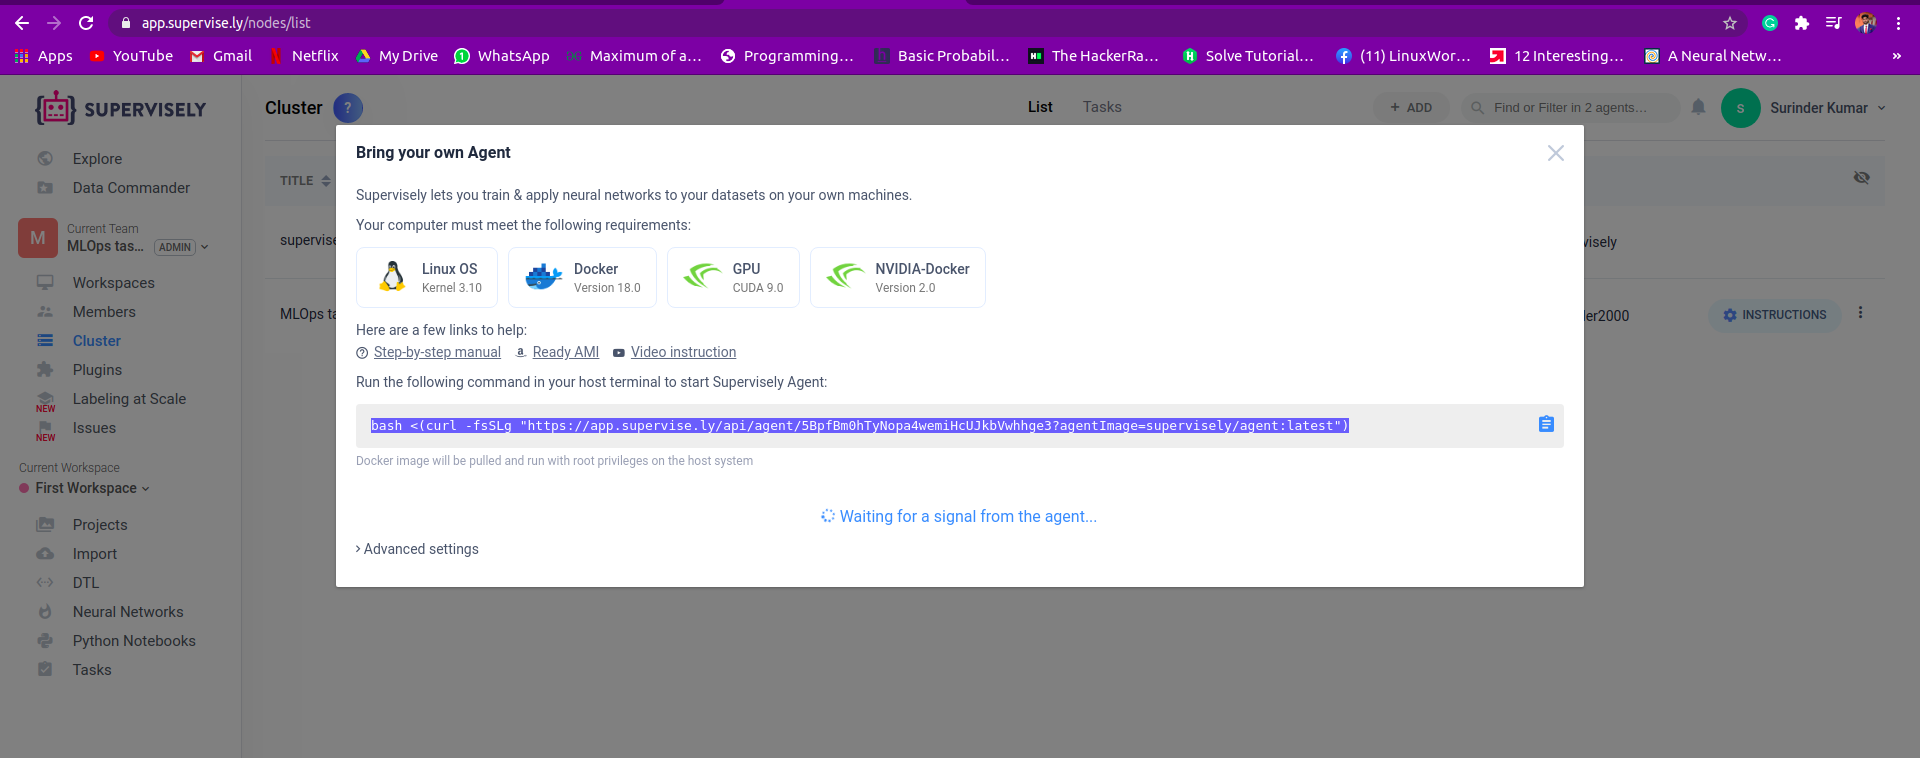 app.supervise.ly/nodes/list
Apps YouTube Gmail Netflix My Drive WhatsApp Maximum of a... Programming... Basic Probabil... The HackerRa... Solve Tutorial... (11) LinuxWor... 12 Interesting... A Neural Netw... »
SUPERVISELY
Explore
Data Commander
M
Current Team
MLOps tas... ADMIN
Workspaces
Members
Cluster
Plugins
Labeling at Scale
NEW
Issues
NEW
Current Workspace
First Workspace
Projects
Import
DTL
Neural Networks
Python Notebooks
Tasks
Cluster ? List Tasks + ADD Find or Filter in 2 agents... S Surinder Kumar
TITLE
supervise
visely
MLOps ta
ler2000
INSTRUCTIONS
Bring your own Agent
Supervisely lets you train & apply neural networks to your datasets on your own machines.
Your computer must meet the following requirements:
Linux OS
Kernel 3.10
Docker
Version 18.0
GPU
CUDA 9.0
NVIDIA-Docker
Version 2.0
Here are a few links to help:
Step-by-step manual Ready AMI Video instruction
Run the following command in your host terminal to start Supervisely Agent:
bash <(curl -fsSLg "https://app.supervise.ly/api/agent/5BpfBm0hTyNopa4wemiHcUJkbVwhhge3?agentImage=supervisely/agent:latest")
Docker image will be pulled and run with root privileges on the host system
Waiting for a signal from the agent...
Advanced settings